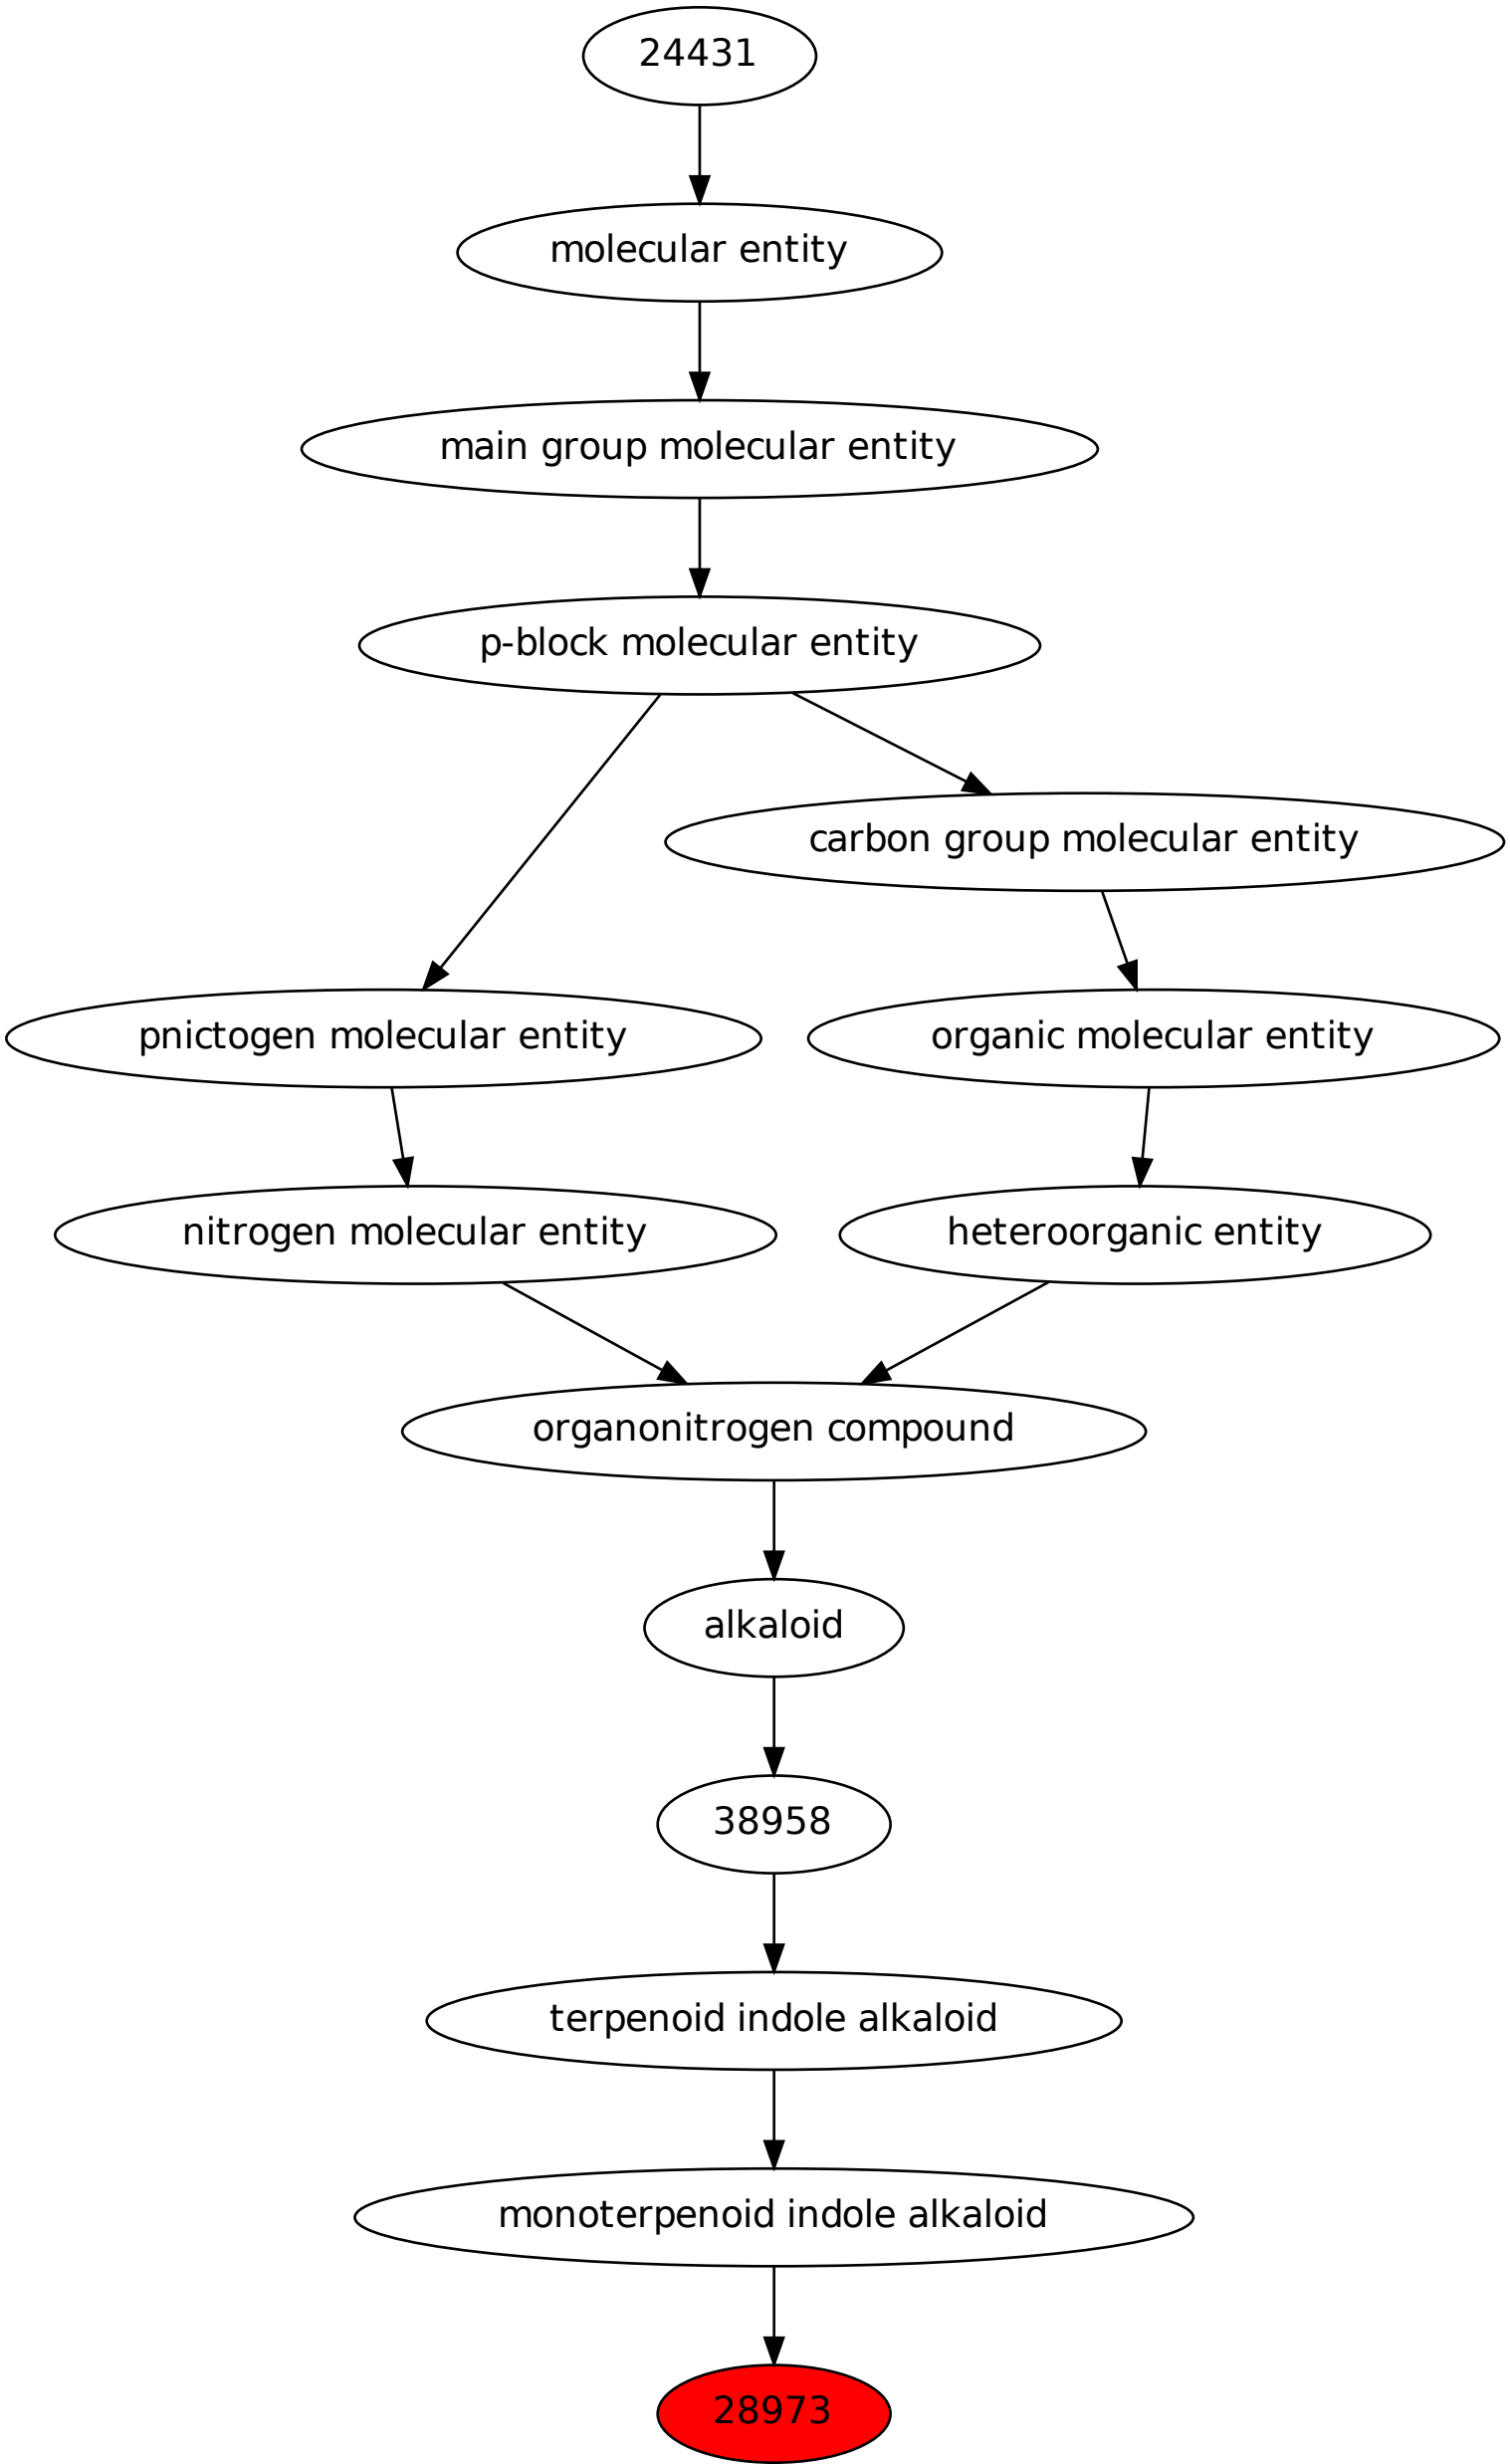 24431
molecular entity
main group molecular entity
p-block molecular entity
carbon group molecular entity
pnictogen molecular entity
organic molecular entity
nitrogen molecular entity
heteroorganic entity
organonitrogen compound
alkaloid
38958
terpenoid indole alkaloid
monoterpenoid indole alkaloid
28973